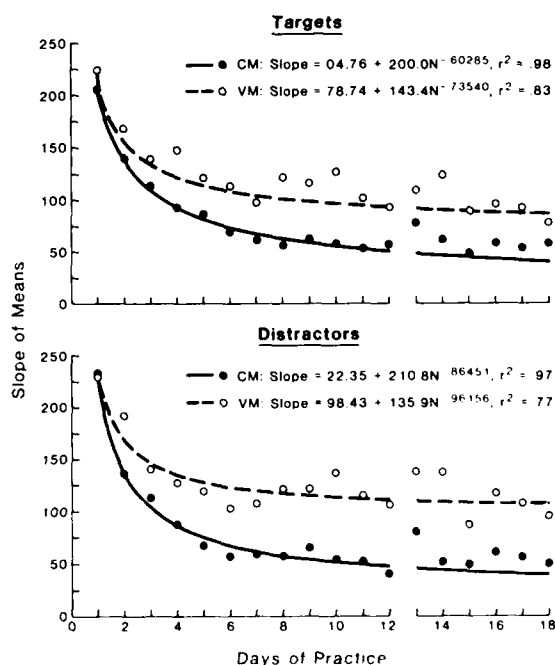 Targets
CM: Slope = 04.76 + 200.0N-60285, r2 = .98
VM: Slope = 78.74 + 143.4N-73540, r2 = .83
250
200
150
100
50
0
Slope of Means
Distractors
CM: Slope = 22.35 + 210.8N 86451, r2 = 97
VM: Slope = 98.43 + 135.9N 96156, r2 = 77
250
200
150
100
50
0
0 2 4 6 8 10 12 14 16 18
Days of Practice